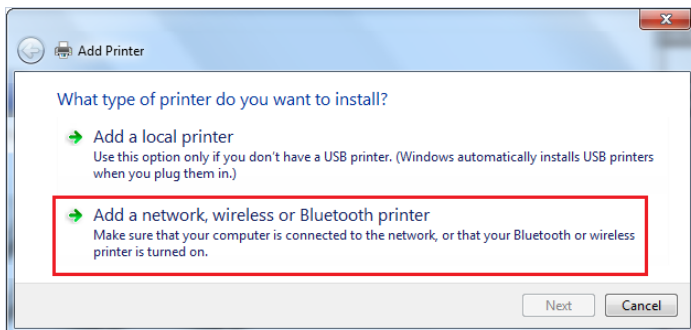 Add Printer
What type of printer do you want to install?
Add a local printer
Use this option only if you don't have a USB printer. (Windows automatically installs USB printers
when you plug them in.)
Add a network, wireless or Bluetooth printer
Make sure that your computer is connected to the network, or that your Bluetooth or wireless
printer is turned on.
Next Cancel